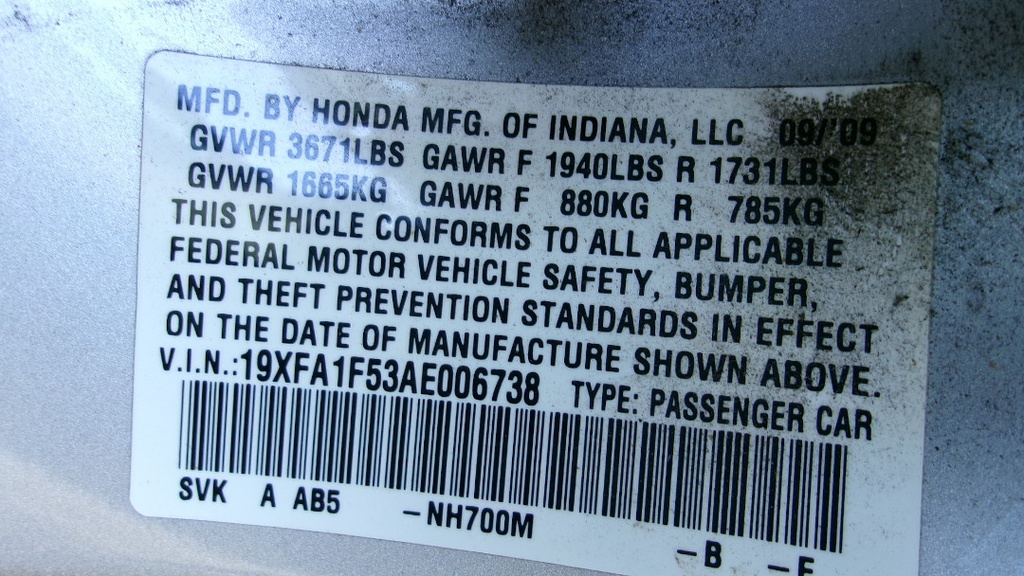 MFD. BY HONDA MFG. OF INDIANA, LLC 09/'09
GVWR 3671LBS GAWR F 1940LBS R 1731LBS
GVWR 1665KG GAWR F 880KG R 785KG
THIS VEHICLE CONFORMS TO ALL APPLICABLE
FEDERAL MOTOR VEHICLE SAFETY, BUMPER,
AND THEFT PREVENTION STANDARDS IN EFFECT
ON THE DATE OF MANUFACTURE SHOWN ABOVE.
V.I.N.:19XFA1F53AE006738 TYPE: PASSENGER CAR
SVK A AB5 –NH700M –B –